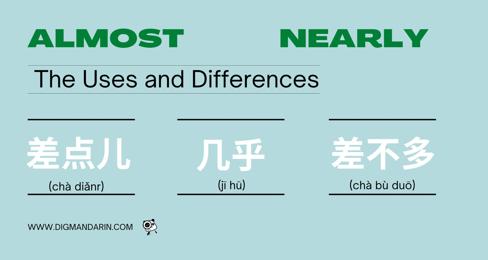 ALMOST NEARLY
The Uses and Differences
差点儿 几乎 差不多
(chà diǎnr) (jī hū) (chà bù duō)
WWW.DIGMANDARIN.COM